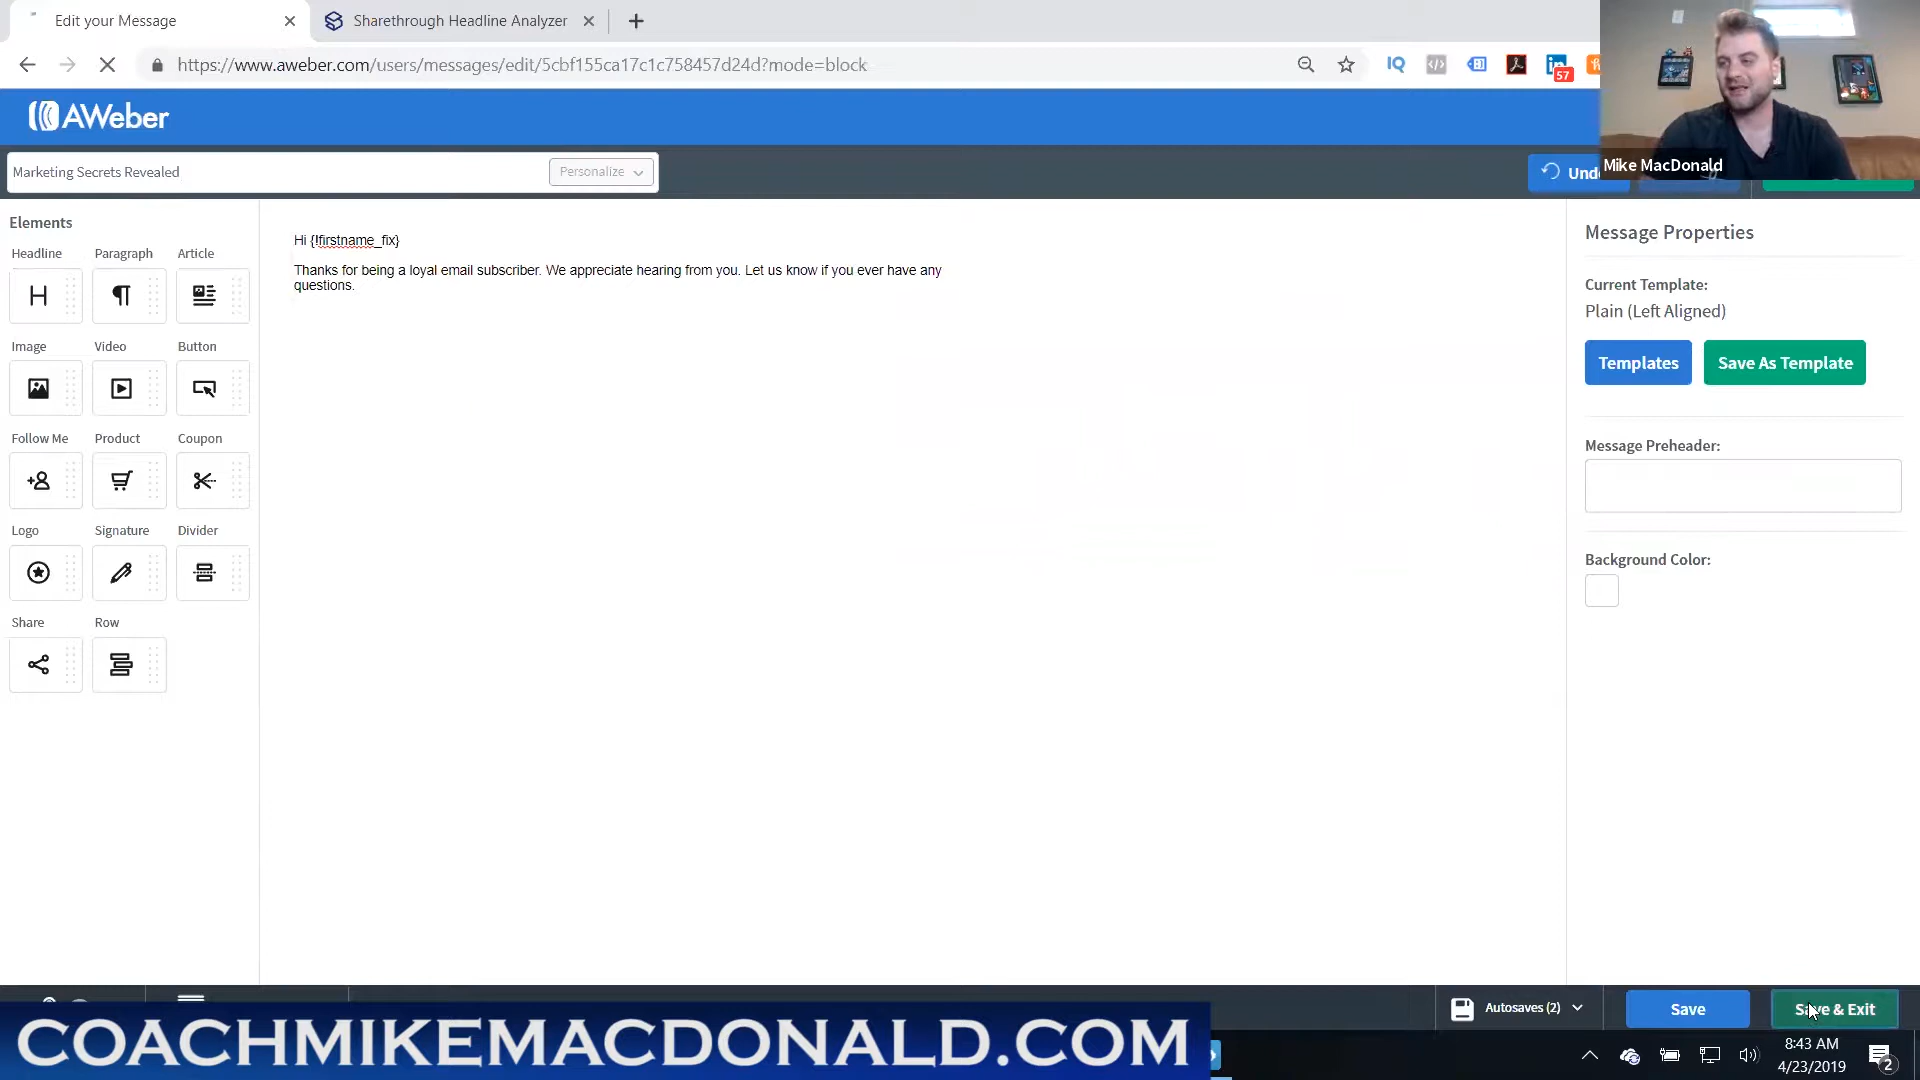 Edit your Message
Sharethrough Headline Analyzer
https://www.aweber.com/users/messages/edit/5cbf155ca17c1c758457d24d?mode=block
IQ
57
AWeber
Marketing Secrets Revealed
Personalize
Mike MacDonald
Elements
Headline Paragraph Article
Image Video Button
Follow Me Product Coupon
Logo Signature Divider
Share Row
Hi {!firstname_fix}
Thanks for being a loyal email subscriber. We appreciate hearing from you. Let us know if you ever have any
questions.
Message Properties
Current Template:
Plain (Left Aligned)
Templates
Save As Template
Message Preheader:
Background Color:
Autosaves (2)
Save
Save & Exit
COACHMIKEMACDONALD.COM
8:43 AM
4/23/2019
2